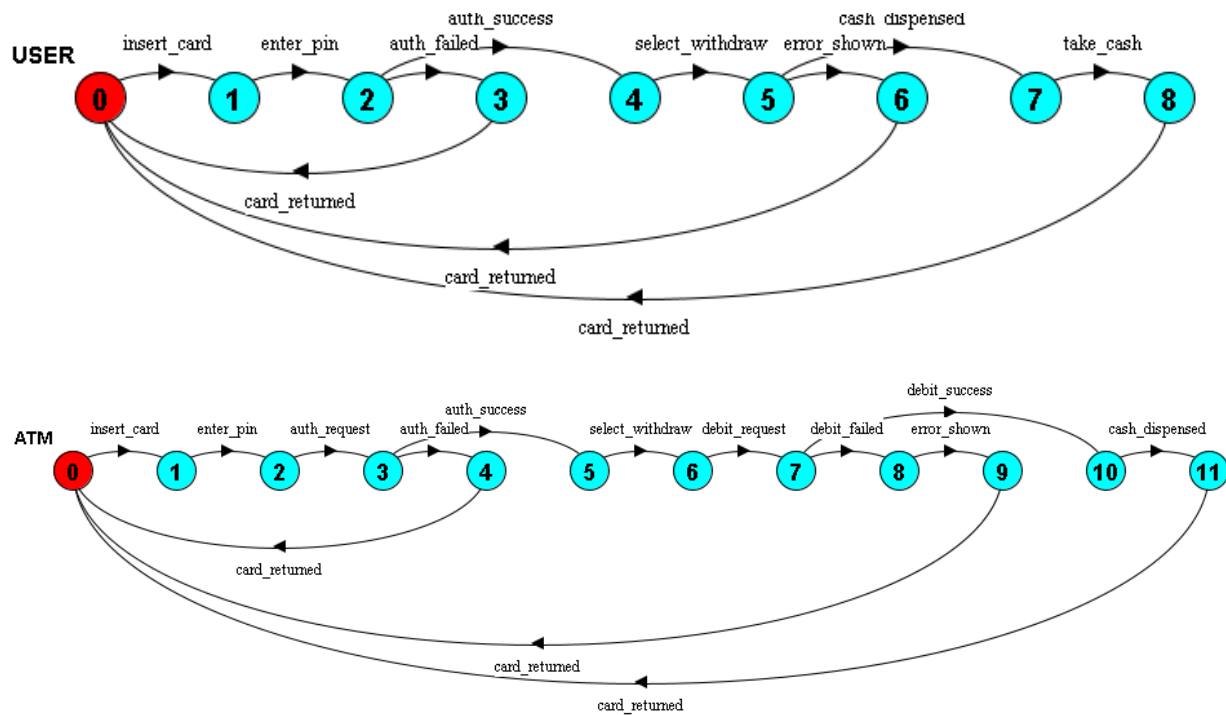 auth_success cash_dispensed
insert_card enter_pin auth_failed select_withdraw error_shown take_cash
USER
0 1 2 3 4 5 6 7 8
card_returned
card_returned
card_returned
debit_success
auth_success
insert_card enter_pin auth_request auth_failed select_withdraw debit_request debit_failed error_shown cash_dispensed
ATM
0 1 2 3 4 5 6 7 8 9 10 11
card_returned
card_returned
card_returned